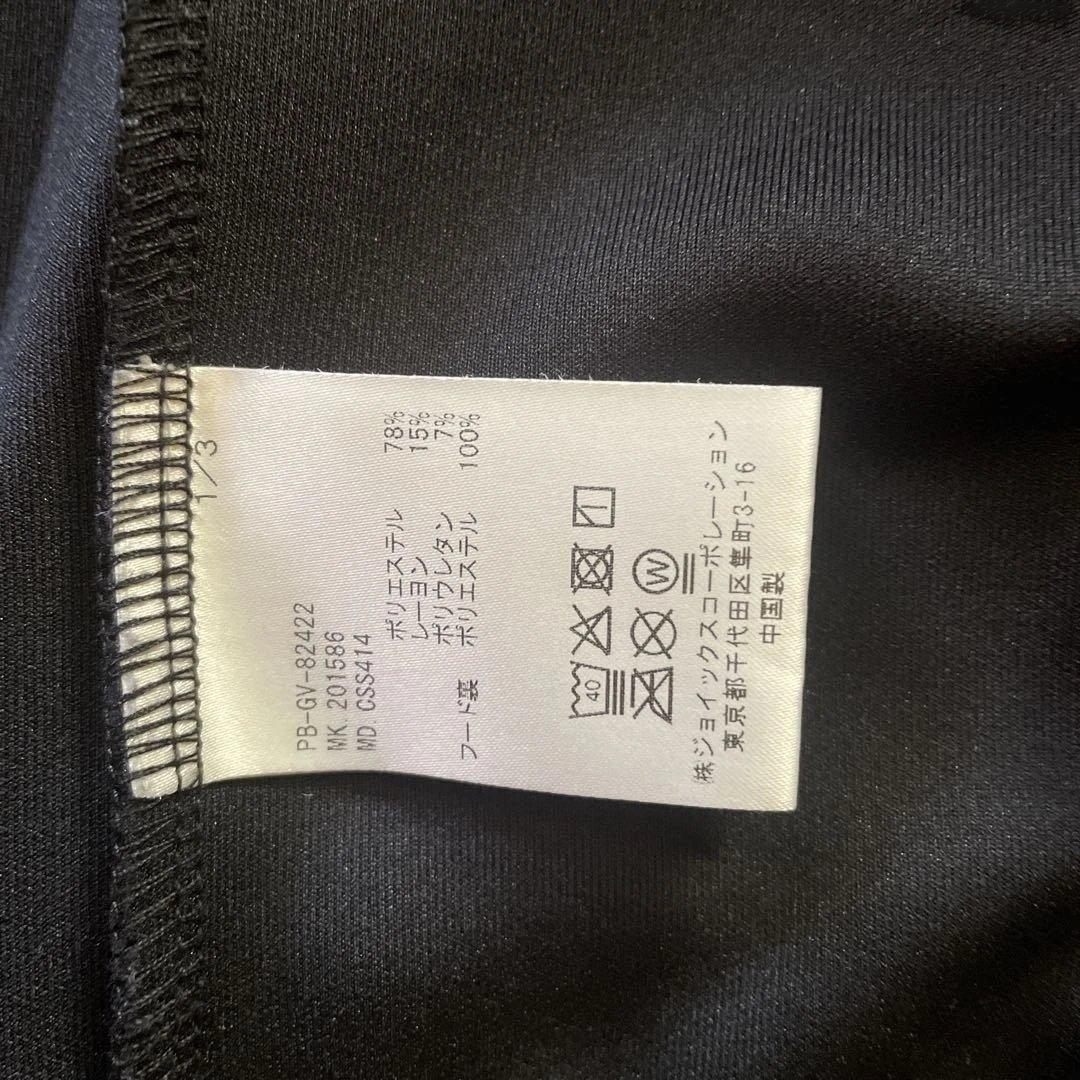 1/3
PB-GV-82422
MK. 201586
MD. CSS414
ポリエステル 78%
レーヨン 15%
ポリウレタン 7%
フード裏 ポリエステル 100%
40
W
㈱ジョイックスコーポレーション
東京都千代田区隼町3-16
中国製